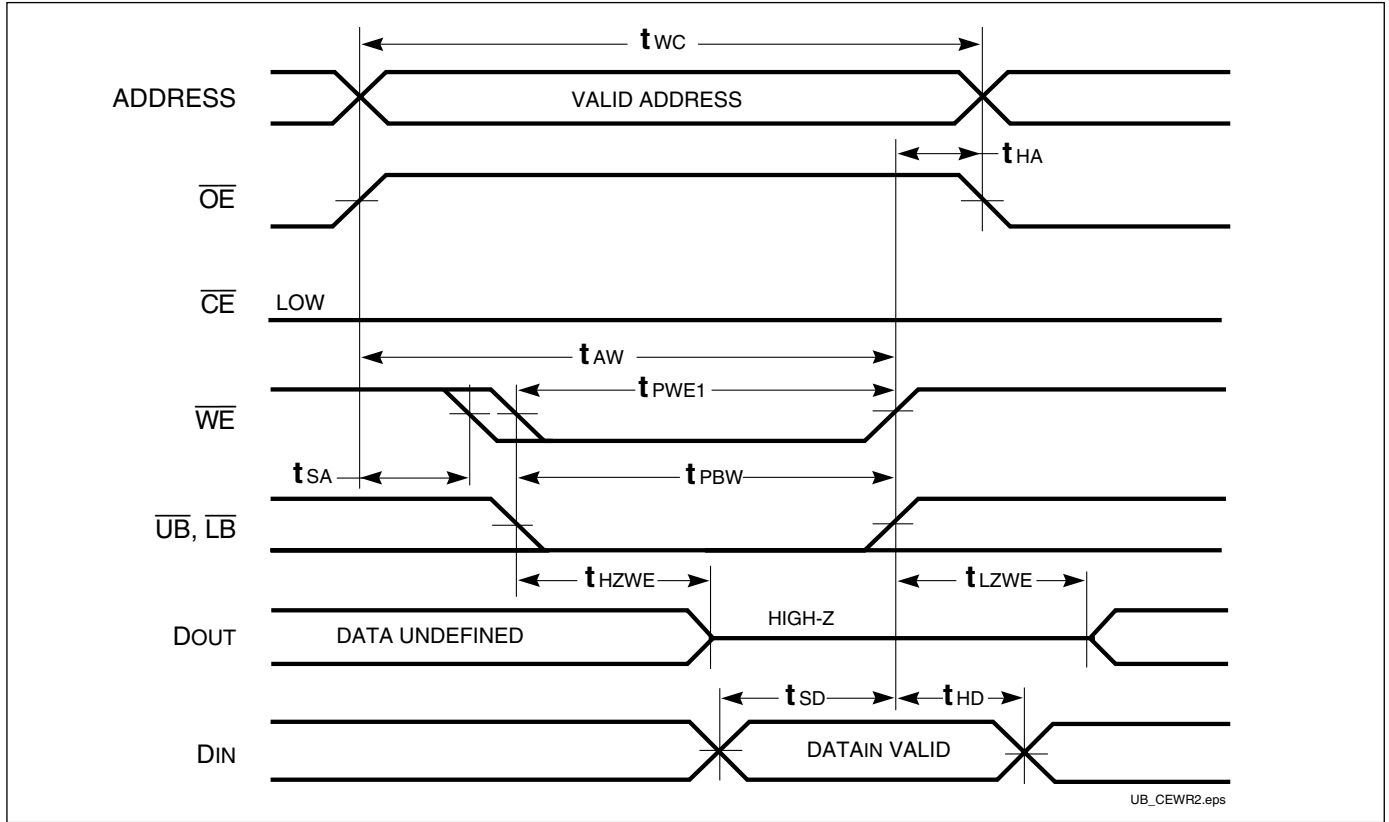 tWC
ADDRESS
VALID ADDRESS
tHA
OE
CE
LOW
tAW
tPWE1
WE
tSA
tPBW
UB, LB
tHZWE
tLZWE
HIGH-Z
DOUT
DATA UNDEFINED
tSD
tHD
DIN
DATAIN VALID
UB_CEWR2.eps